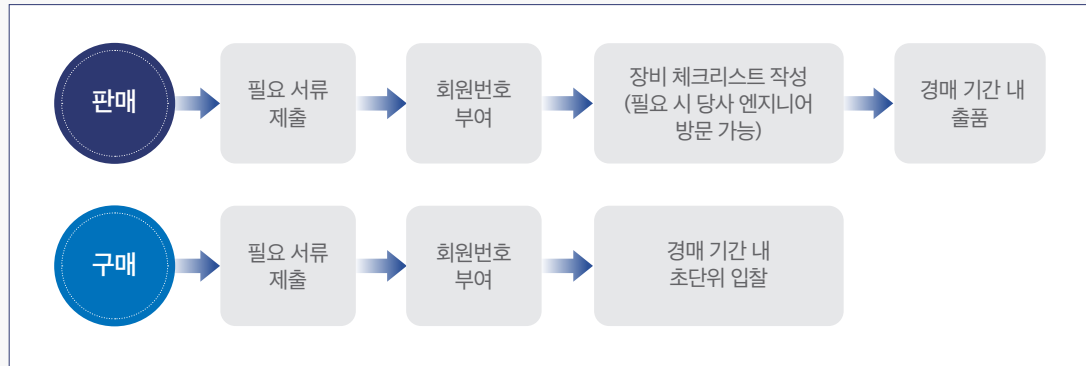 판매
필요 서류
제출
회원번호
부여
장비 체크리스트 작성
(필요 시 당사 엔지니어
방문 가능)
경매 기간 내
출품
구매
필요 서류
제출
회원번호
부여
경매 기간 내
초단위 입찰